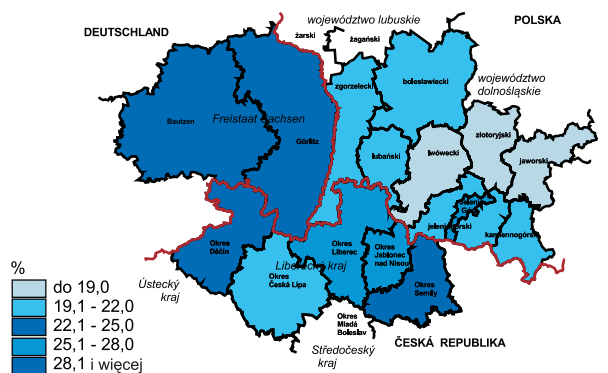 województwo lubuskie
POLSKA
DEUTSCHLAND
żarski
żagański
zgorzelecki
bolesławiecki
województwo
dolnośląskie
Bautzen
Freistaat Sachsen
Görlitz
złotoryjski
lubański
lwówecki
jaworski
Jelenia
Góra
jeleniogórski
kamiennogórski
Okres
Děčín
Okres
Liberec
Okres
Jablonec
nad Nisou
Liberecký kraj
Okres
Česká Lípa
Okres
Semily
Ústecký
kraj
Okres
Mladá
Boleslav
Středočeský
kraj
ČESKÁ REPUBLIKA
%
do 19,0
19,1 - 22,0
22,1 - 25,0
25,1 - 28,0
28,1 i więcej